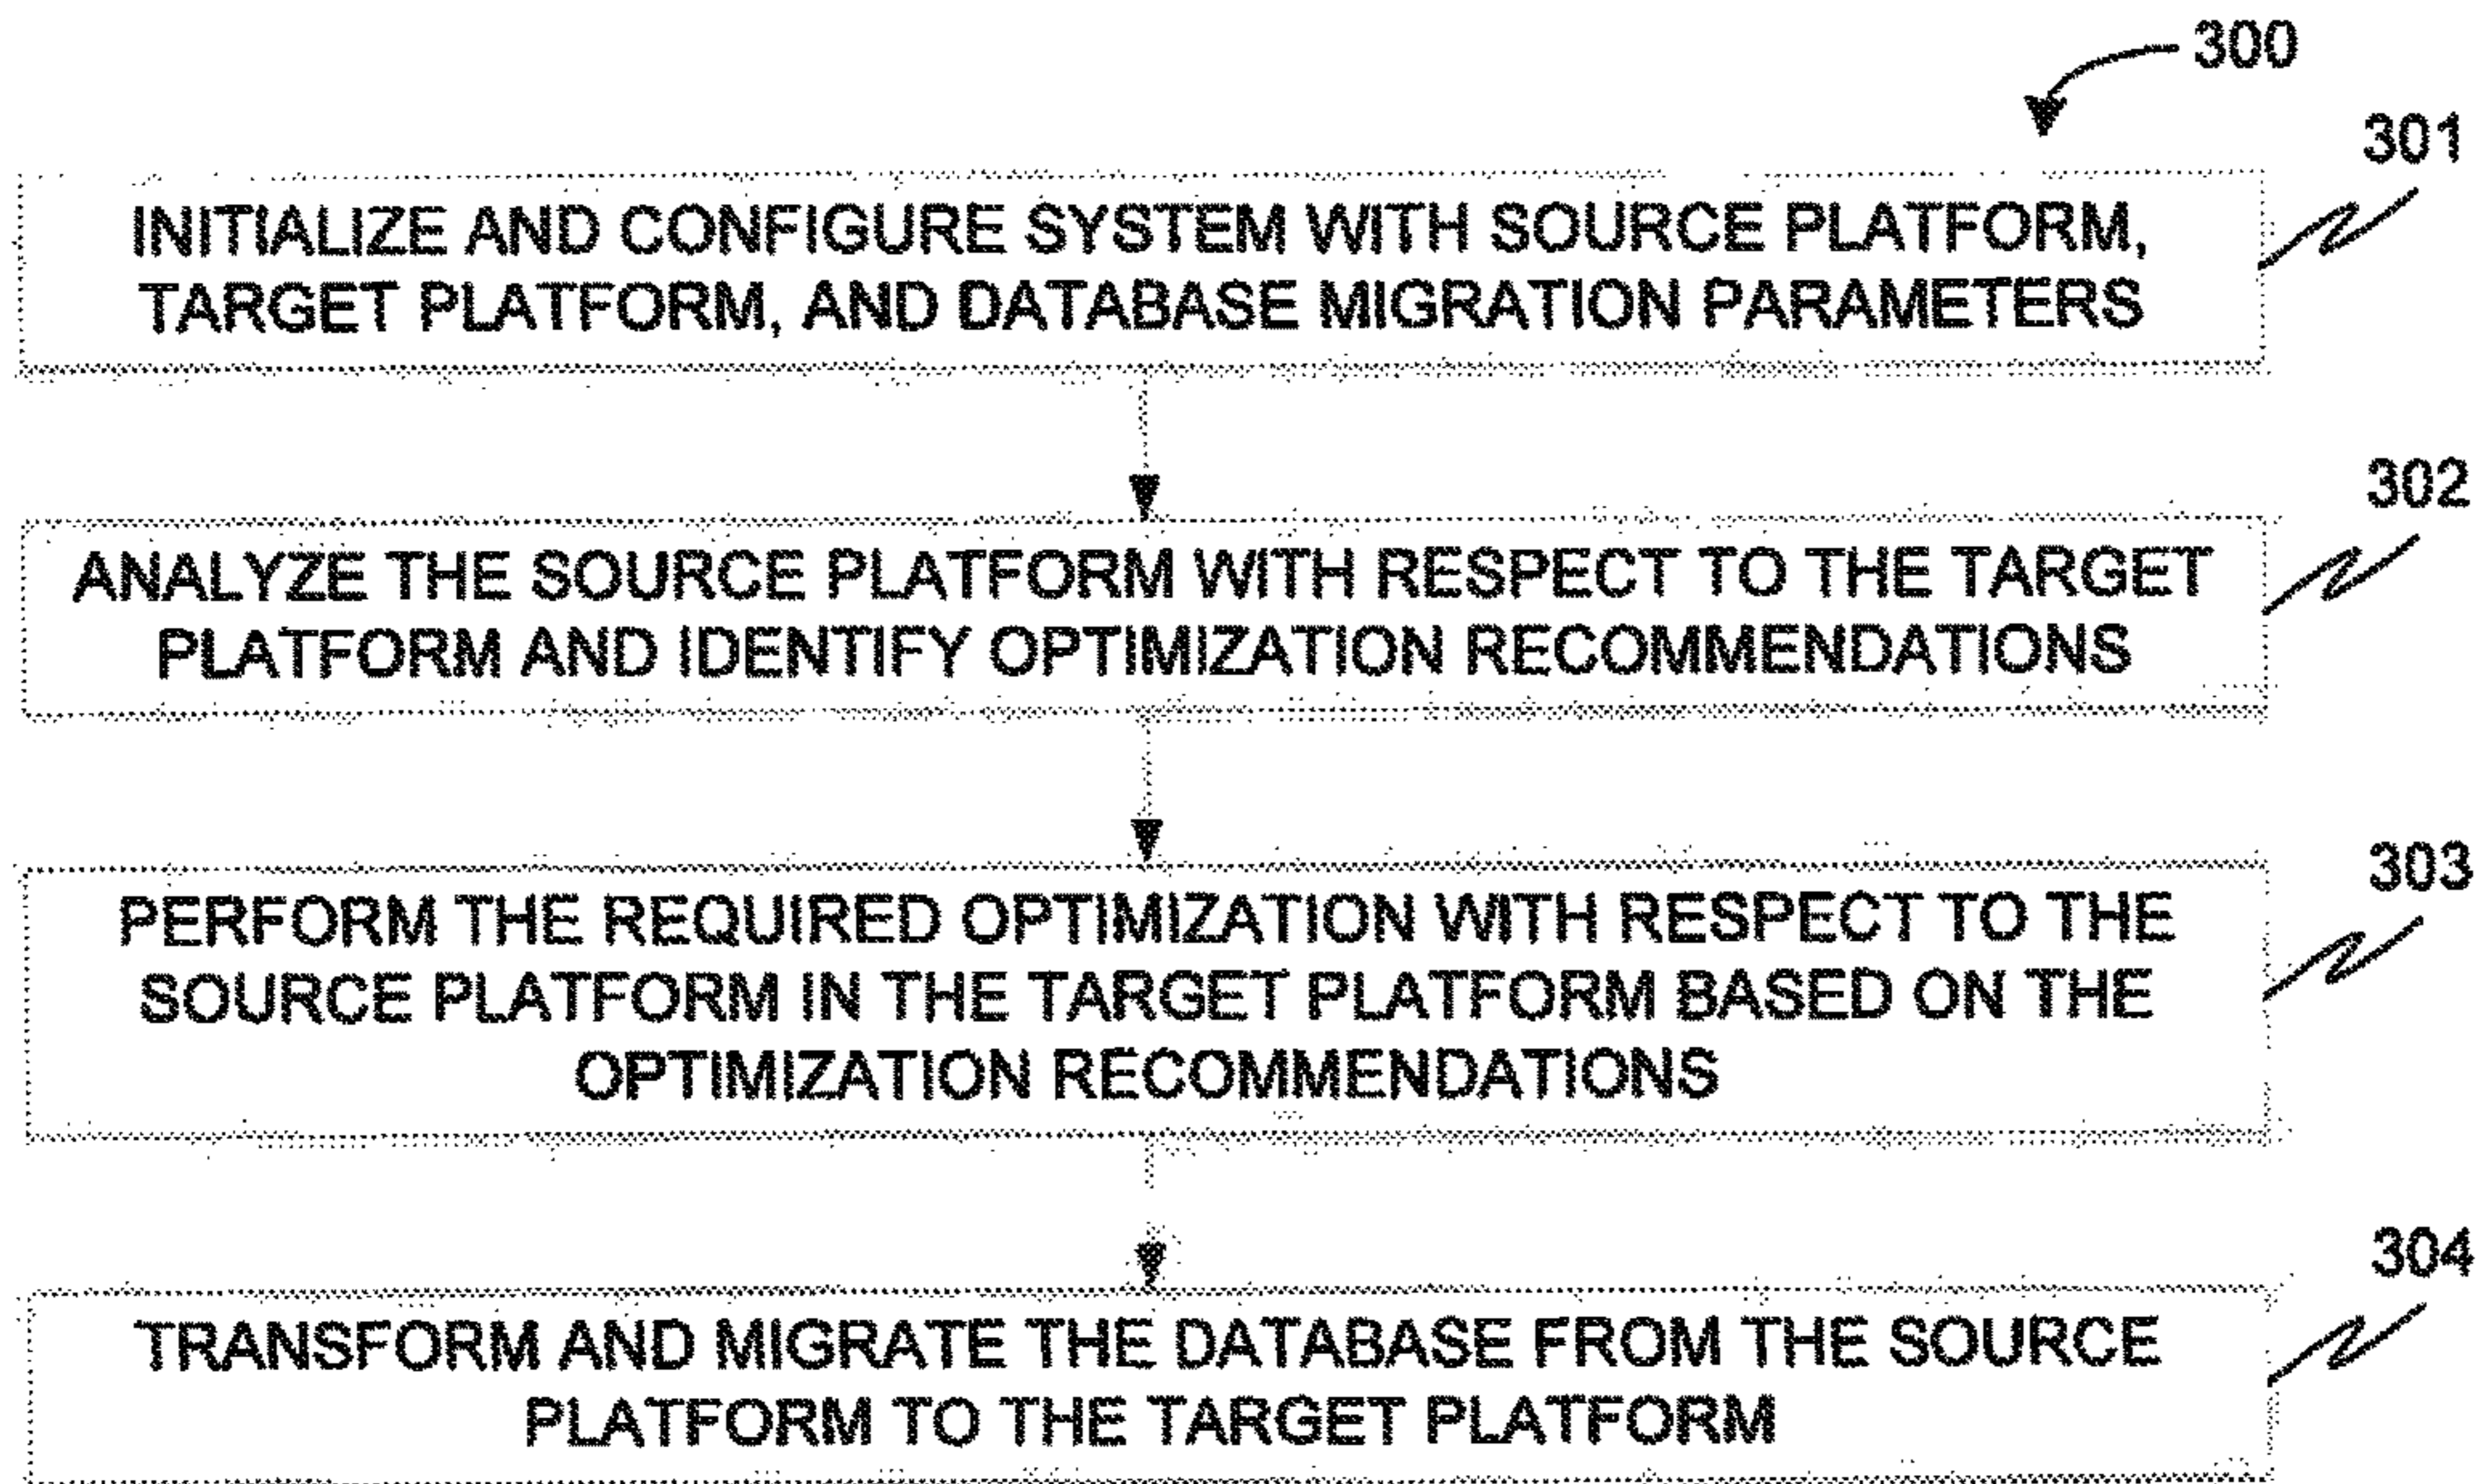 300
301
INITIALIZE AND CONFIGURE SYSTEM WITH SOURCE PLATFORM,
TARGET PLATFORM, AND DATABASE MIGRATION PARAMETERS
302
ANALYZE THE SOURCE PLATFORM WITH RESPECT TO THE TARGET
PLATFORM AND IDENTIFY OPTIMIZATION RECOMMENDATIONS
303
PERFORM THE REQUIRED OPTIMIZATION WITH RESPECT TO THE
SOURCE PLATFORM IN THE TARGET PLATFORM BASED ON THE
OPTIMIZATION RECOMMENDATIONS
304
TRANSFORM AND MIGRATE THE DATABASE FROM THE SOURCE
PLATFORM TO THE TARGET PLATFORM